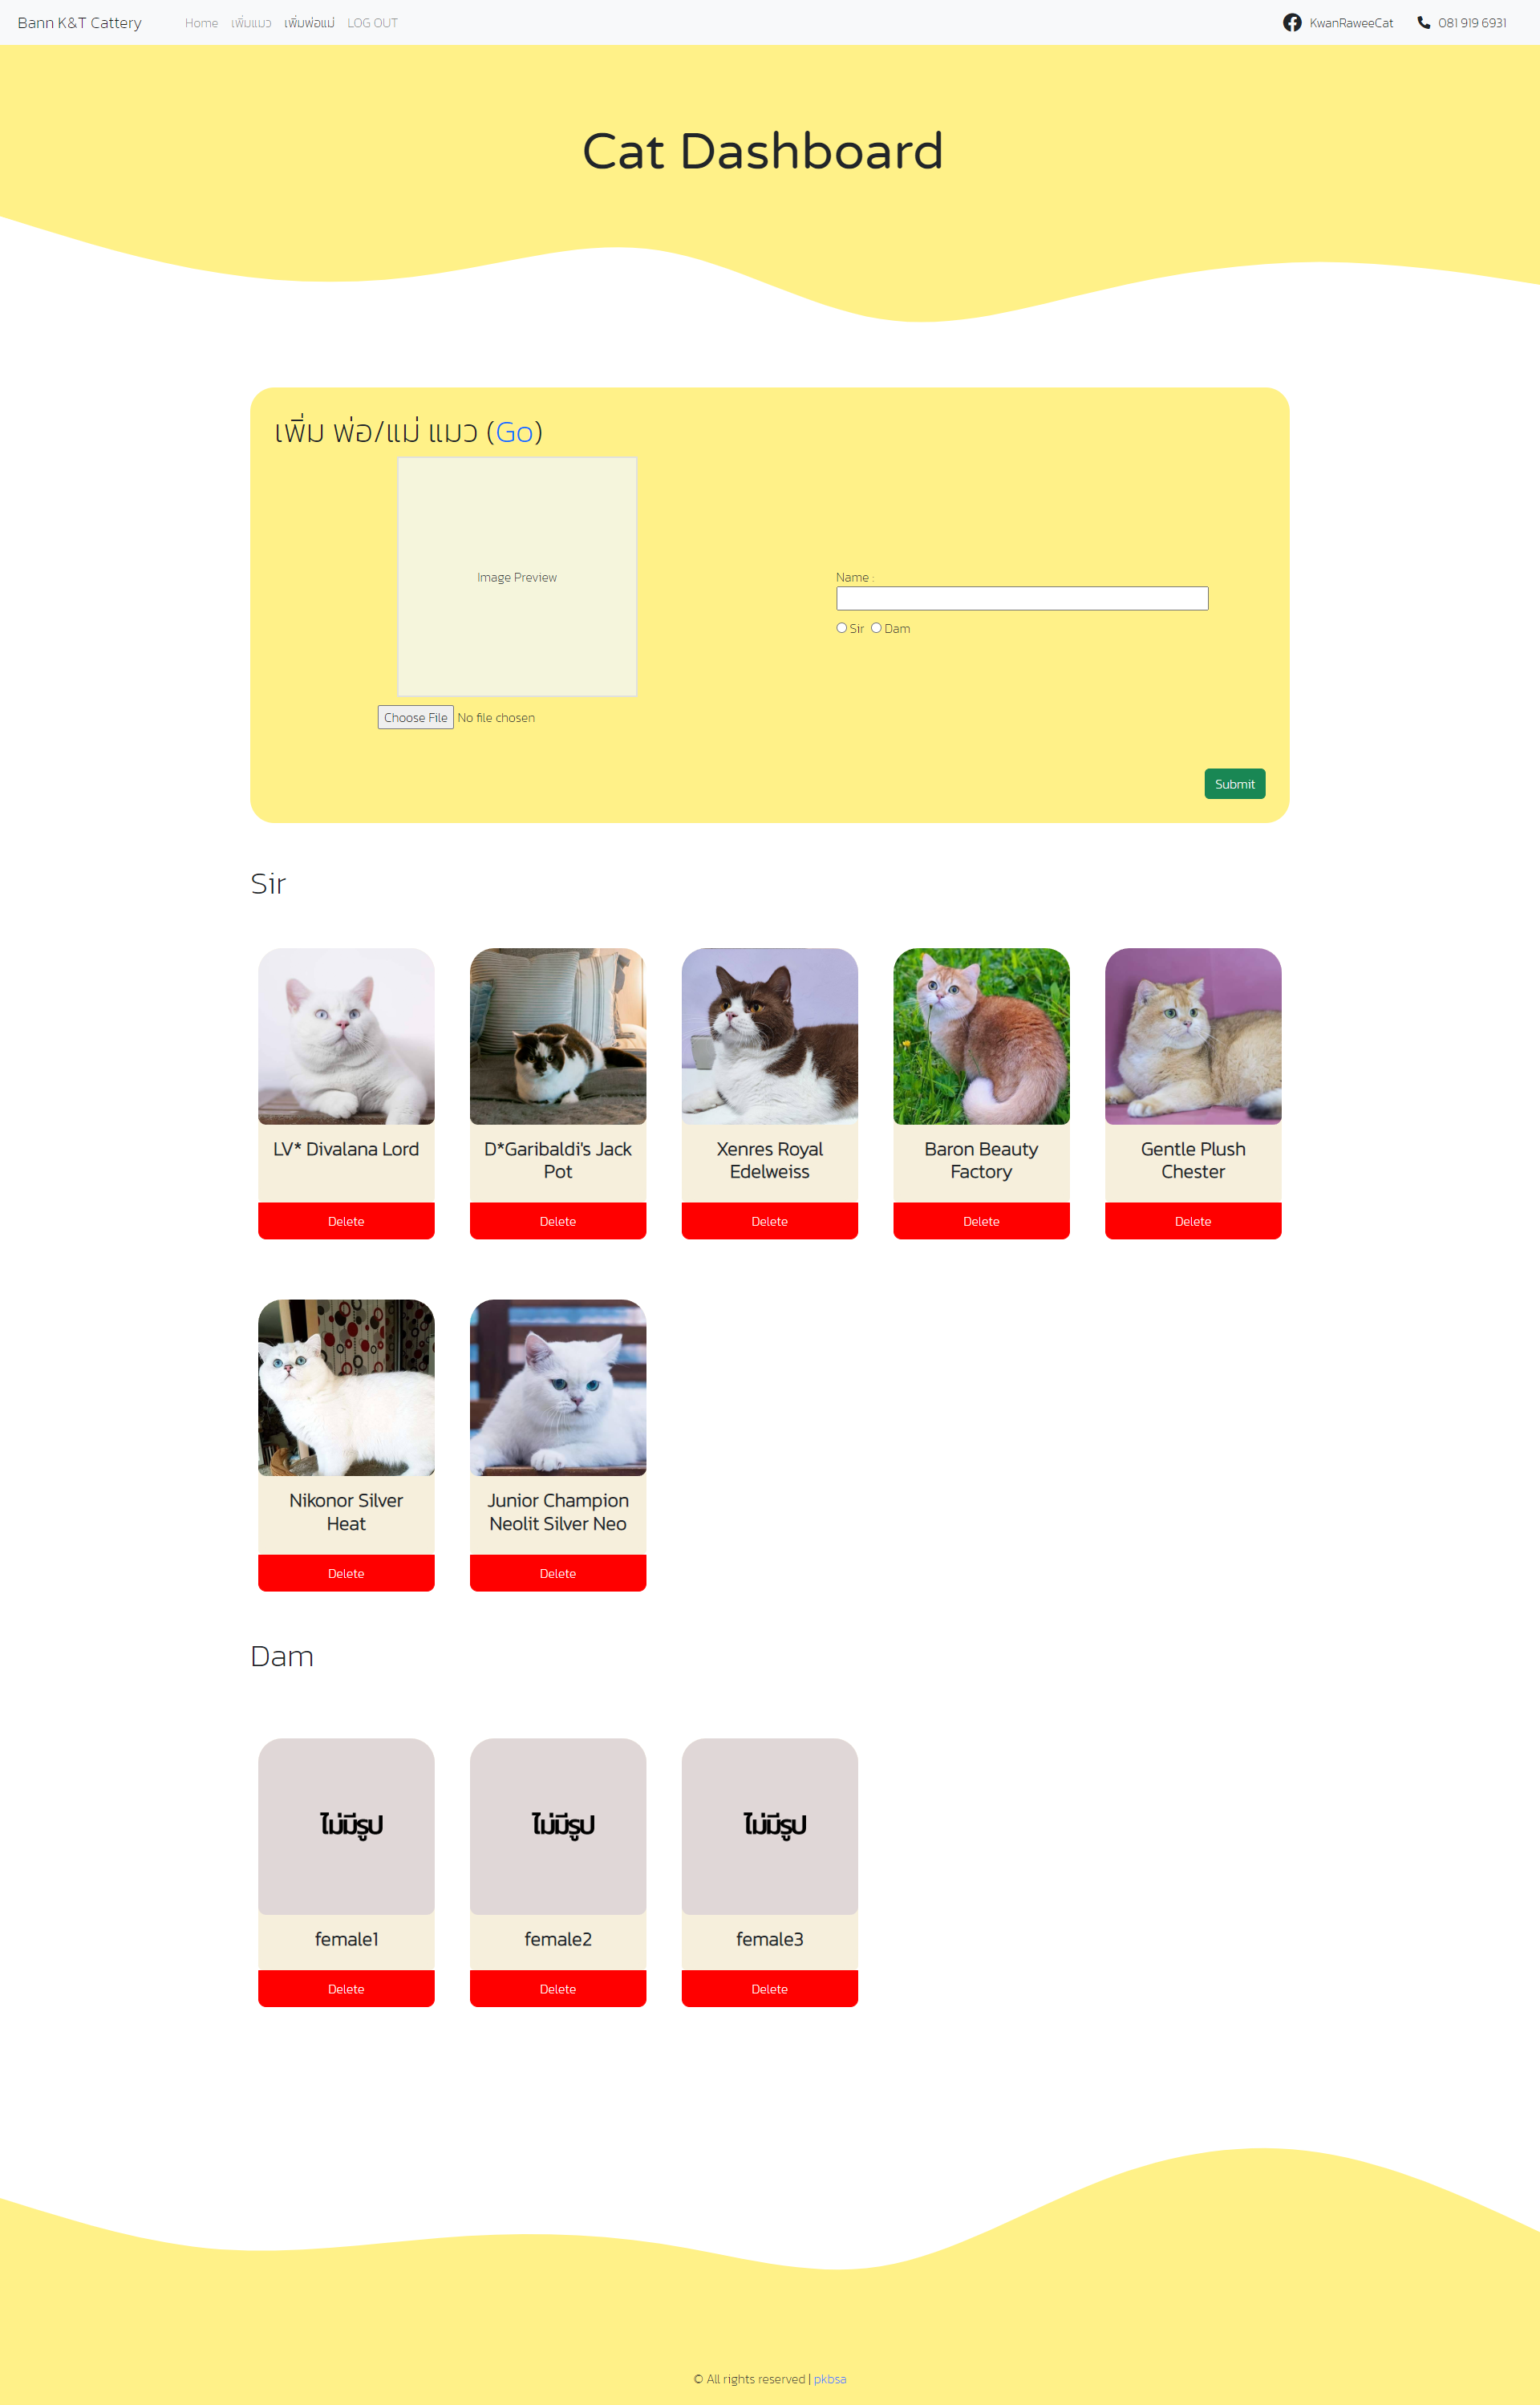 Bann K&T Cattery Home เพิ่มแมว เพิ่มพ่อแม่ LOG OUT KwanRaweeCat 081 919 6931
Cat Dashboard
เพิ่ม พ่อ/แม่ แมว (Go)
Image Preview
Name :
Sir Dam
Choose File No file chosen
Submit
Sir
LV* Divalana Lord
Delete
D*Garibaldi's Jack
Pot
Delete
Xenres Royal
Edelweiss
Delete
Baron Beauty
Factory
Delete
Gentle Plush
Chester
Delete
Nikonor Silver
Heat
Delete
Junior Champion
Neolit Silver Neo
Delete
Dam
ไม่มีรูป
female1
Delete
ไม่มีรูป
female2
Delete
ไม่มีรูป
female3
Delete
© All rights reserved | pkbsa